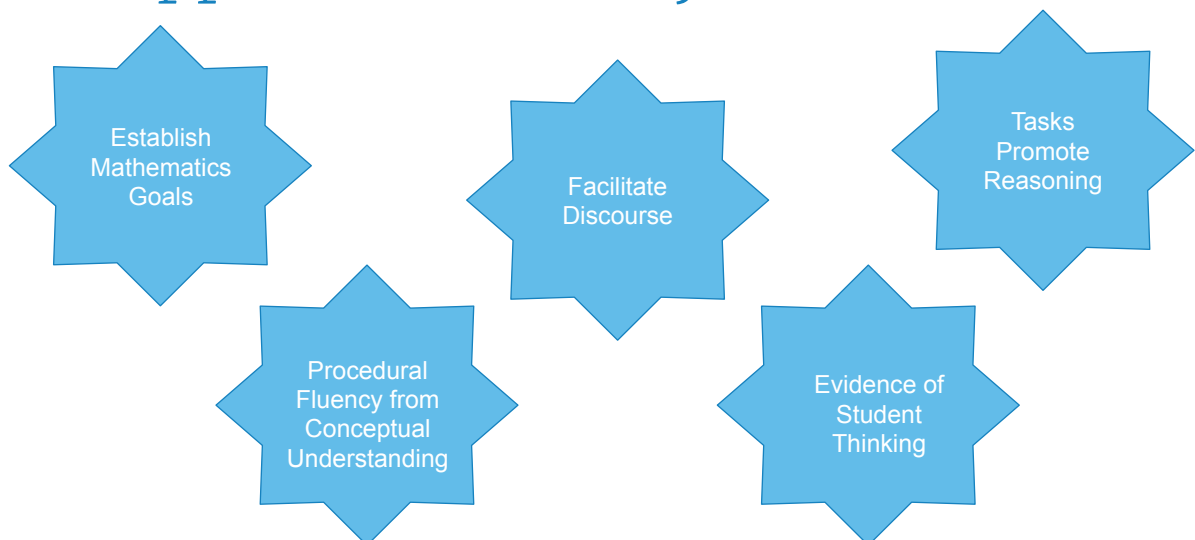 Establish
Mathematics
Goals
Facilitate
Discourse
Tasks
Promote
Reasoning
Procedural
Fluency from
Conceptual
Understanding
Evidence of
Student
Thinking